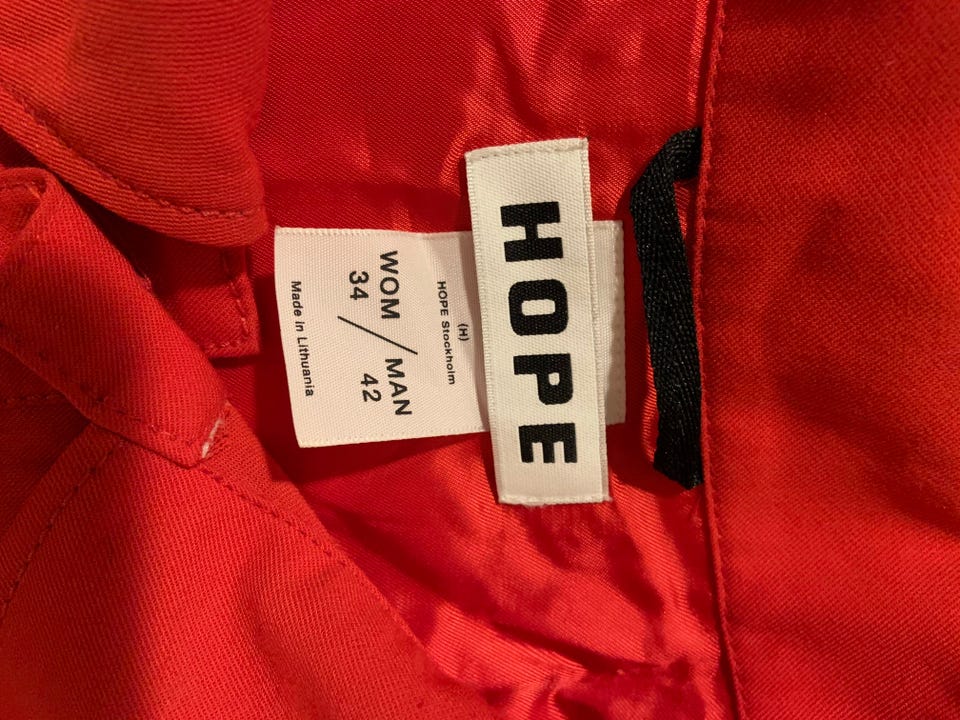 HOPE
(H)
HOPE Stockholm
WOM / MAN
34 / 42
Made in Lithuania